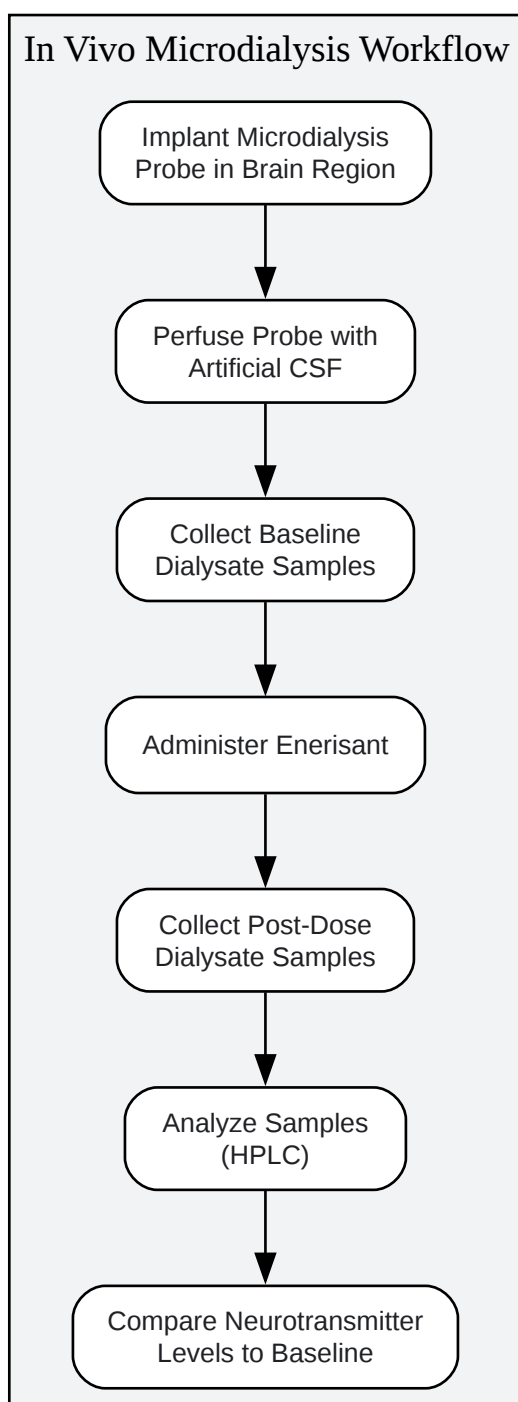 In Vivo Microdialysis Workflow
Implant Microdialysis
Probe in Brain Region
Perfuse Probe with
Artificial CSF
Collect Baseline
Dialysate Samples
Administer Enerisant
Collect Post-Dose
Dialysate Samples
Analyze Samples
(HPLC)
Compare Neurotransmitter
Levels to Baseline